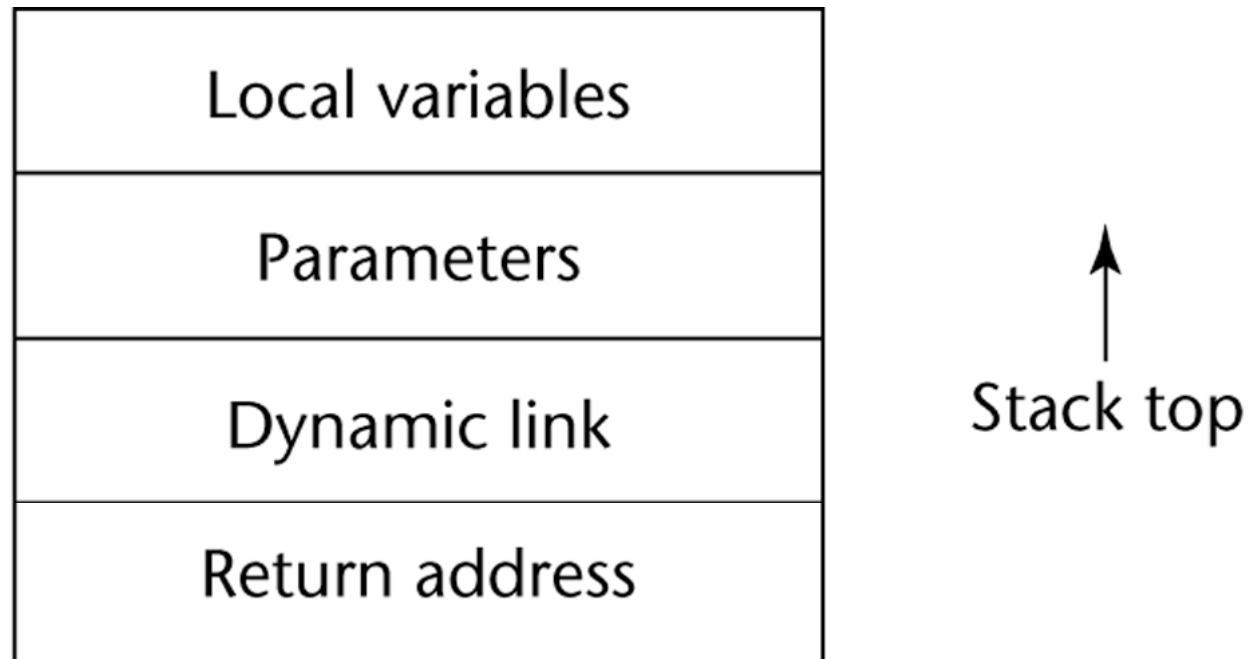 Local variables
Parameters
Dynamic link
Return address
Stack top